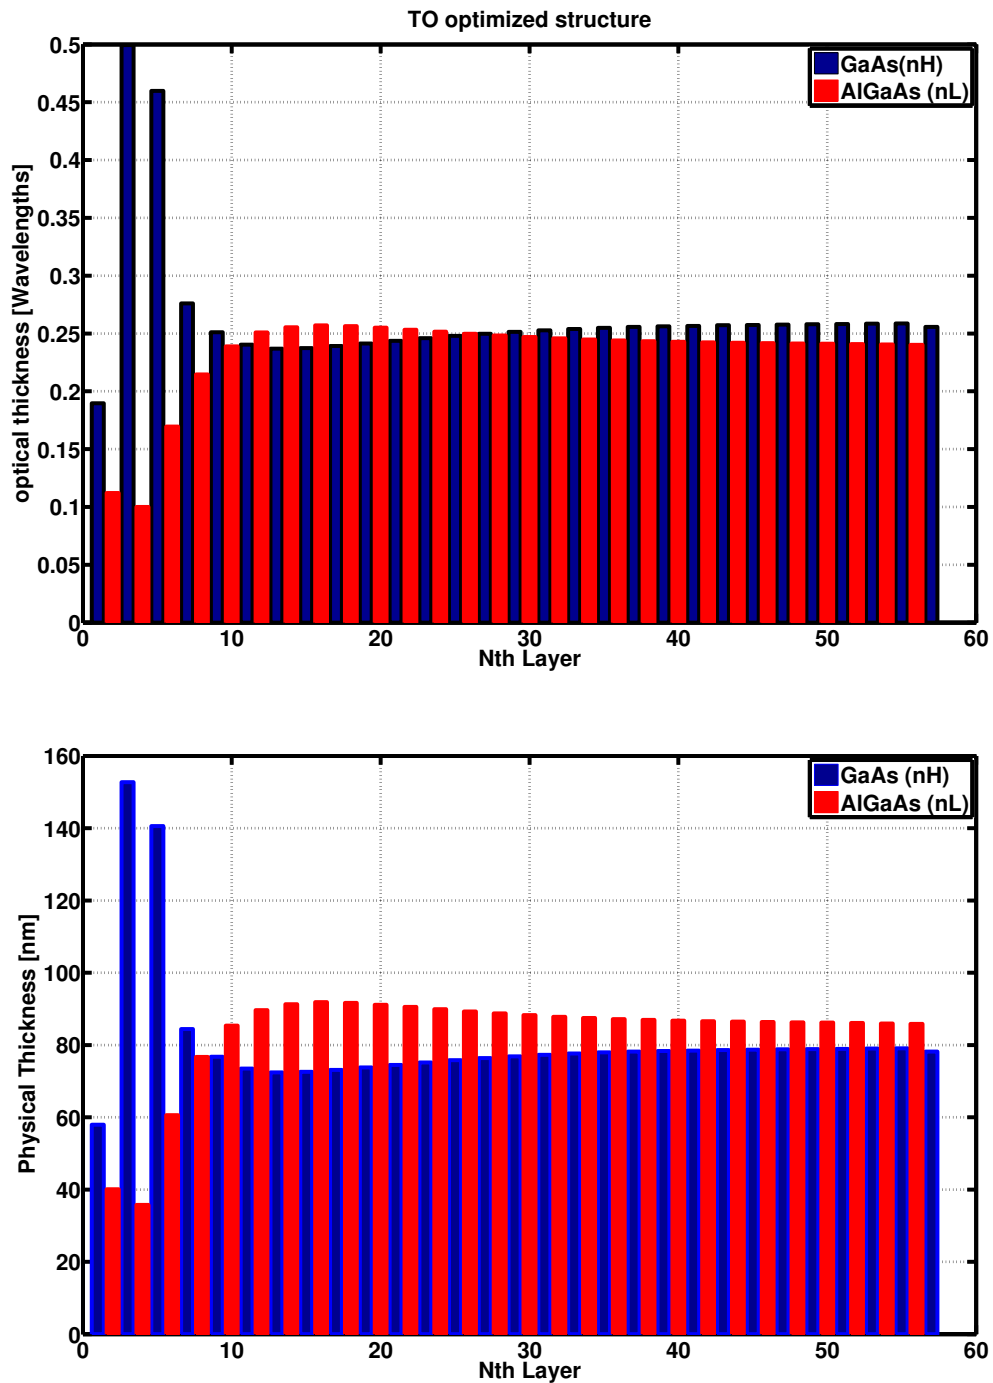 TO optimized structure
GaAs(nH)
AlGaAs (nL)
optical thickness [Wavelengths]
0.5
0.45
0.4
0.35
0.3
0.25
0.2
0.15
0.1
0.05
0
0 10 20 30 40 50 60
Nth Layer
GaAs (nH)
AlGaAs (nL)
Physical Thickness [nm]
160
140
120
100
80
60
40
20
0
0 10 20 30 40 50 60
Nth Layer